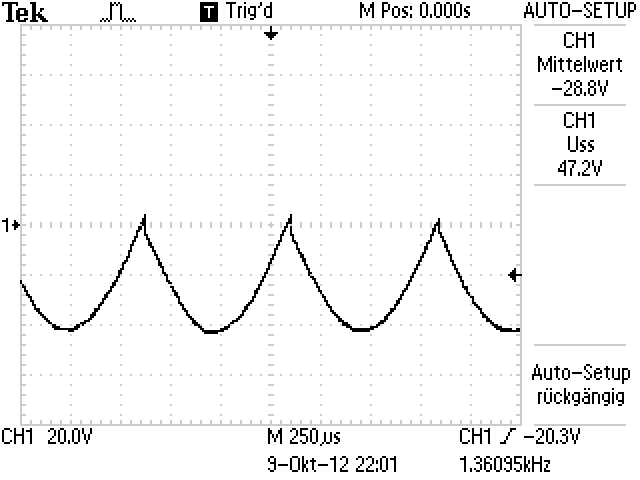 Tek T Trig'd M Pos: 0.000s AUTO-SETUP
CH1
Mittelwert
-28.8V
CH1
Uss
47.2V
1
Auto-Setup
rückgängig
CH1 20.0V M 250µs CH1 -20.3V
9-Okt-12 22:01 1.36095kHz